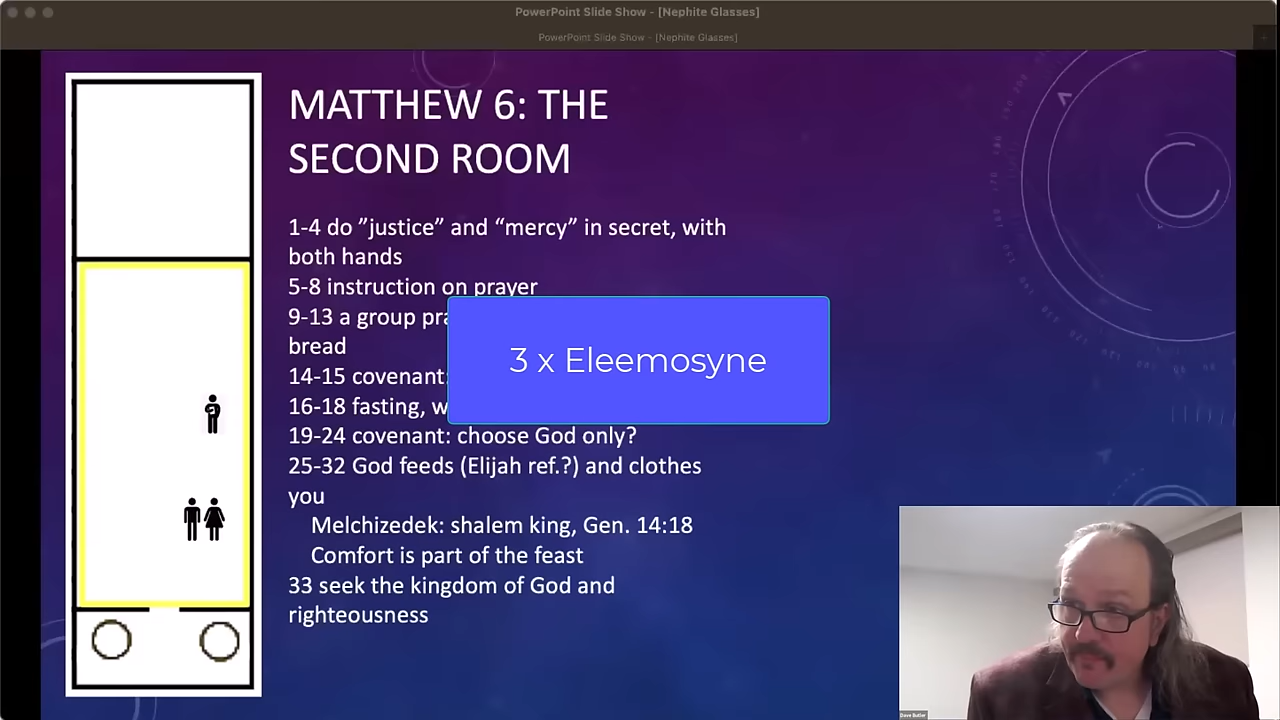 PowerPoint Slide Show - [Nephite Glasses]
PowerPoint Slide Show - [Nephite Glasses]
MATTHEW 6: THE
SECOND ROOM
1-4 do ”justice” and “mercy” in secret, with
both hands
5-8 instruction on prayer
9-13 a group pra
bread
14-15 covenant:
16-18 fasting, w
3 x Eleemosyne
19-24 covenant: choose God only?
25-32 God feeds (Elijah ref.?) and clothes
you
Melchizedek: shalem king, Gen. 14:18
Comfort is part of the feast
33 seek the kingdom of God and
righteousness
Dave Butler